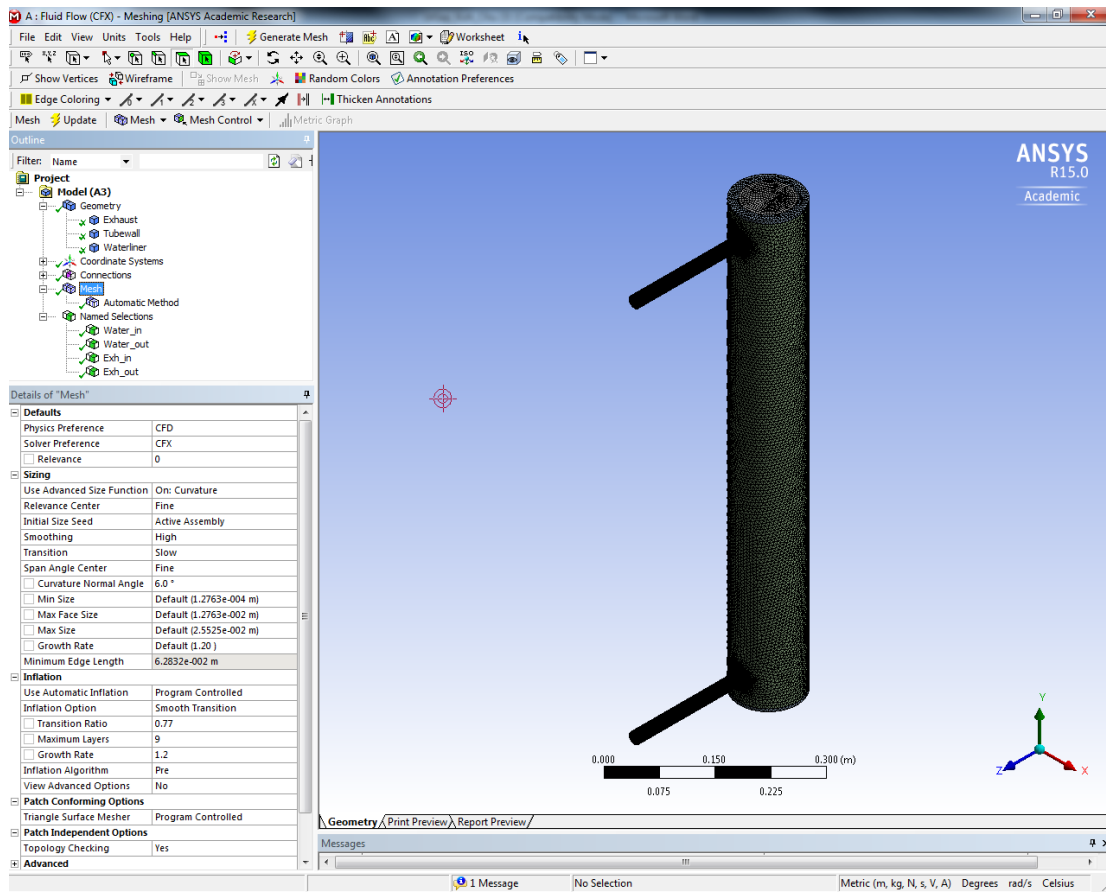 A : Fluid Flow (CFX) - Meshing [ANSYS Academic Research]
File Edit View Units Tools Help Generate Mesh Worksheet
Show Vertices Wireframe Show Mesh Random Colors Annotation Preferences
Edge Coloring Thicken Annotations
Mesh Update Mesh Mesh Control Metric Graph
Outline
Filter: Name
Project
Model (A3)
Geometry
Exhaust
Tubewall
Waterliner
Coordinate Systems
Connections
Mesh
Automatic Method
Named Selections
Water_in
Water_out
Exh_in
Exh_out
Details of "Mesh"
Defaults
Physics Preference CFD
Solver Preference CFX
Relevance 0
Sizing
Use Advanced Size Function On: Curvature
Relevance Center Fine
Initial Size Seed Active Assembly
Smoothing High
Transition Slow
Span Angle Center Fine
Curvature Normal Angle 6.0 °
Min Size Default (1.2763e-004 m)
Max Face Size Default (1.2763e-002 m)
Max Size Default (2.5525e-002 m)
Growth Rate Default (1.20 )
Minimum Edge Length 6.2832e-002 m
Inflation
Use Automatic Inflation Program Controlled
Inflation Option Smooth Transition
Transition Ratio 0.77
Maximum Layers 9
Growth Rate 1.2
Inflation Algorithm Pre
View Advanced Options No
Patch Conforming Options
Triangle Surface Mesher Program Controlled
Patch Independent Options
Topology Checking Yes
Advanced
ANSYS
R15.0
Academic
0.000 0.150 0.300 (m)
0.075 0.225
Y
Z X
Geometry Print Preview Report Preview
Messages
1 Message No Selection Metric (m, kg, N, s, V, A) Degrees rad/s Celsius